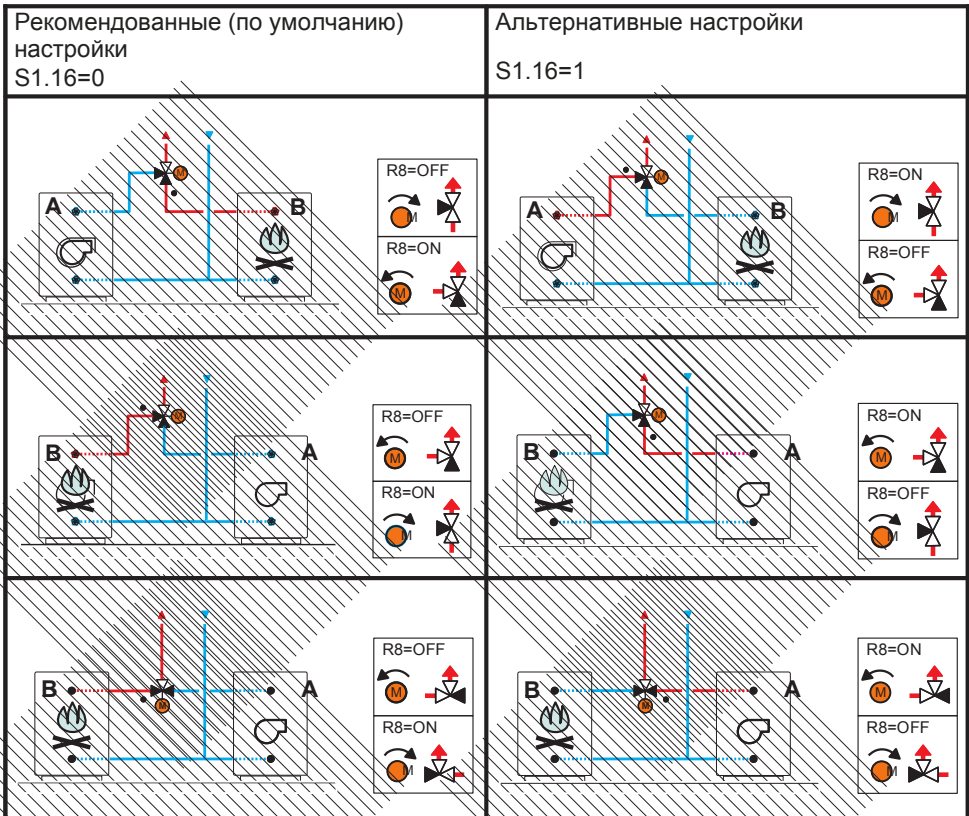 Рекомендованные (по умолчанию)
настройки
S1.16=0
Альтернативные настройки
S1.16=1
A
M
B
R8=OFF
M
R8=ON
M
A
M
B
R8=ON
M
R8=OFF
M
B
M
A
R8=OFF
M
R8=ON
M
B
M
A
R8=ON
M
R8=OFF
M
B
M
A
R8=OFF
M
R8=ON
M
B
M
A
R8=ON
M
R8=OFF
M